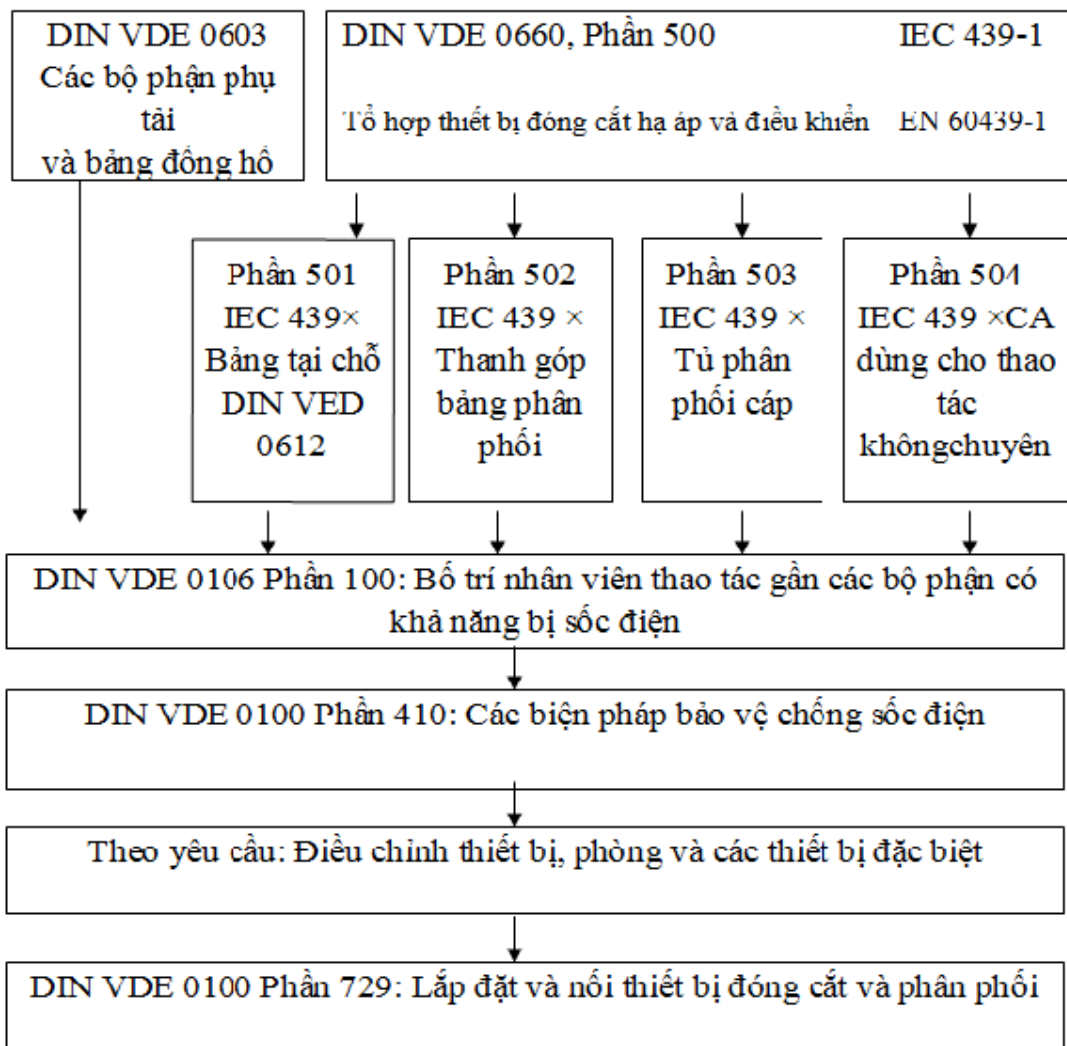 DIN VDE 0603
Các bộ phận phụ
tải
và bảng đồng hồ
DIN VDE 0660, Phần 500 IEC 439-1
Tổ hợp thiết bị đóng cắt hạ áp và điều khiển EN 60439-1
Phần 501
IEC 439×
Bảng tại chỗ
DIN VED
0612
Phần 502
IEC 439 ×
Thanh góp
bảng phân
phối
Phần 503
IEC 439 ×
Tủ phân
phối cáp
Phần 504
IEC 439 ×CA
dùng cho thao
tác
khôngchuyên
DIN VDE 0106 Phần 100: Bố trí nhân viên thao tác gần các bộ phận có
khả năng bị sốc điện
DIN VDE 0100 Phần 410: Các biện pháp bảo vệ chống sốc điện
Theo yêu cầu: Điều chỉnh thiết bị, phòng và các thiết bị đặc biệt
DIN VDE 0100 Phần 729: Lắp đặt và nối thiết bị đóng cắt và phân phối